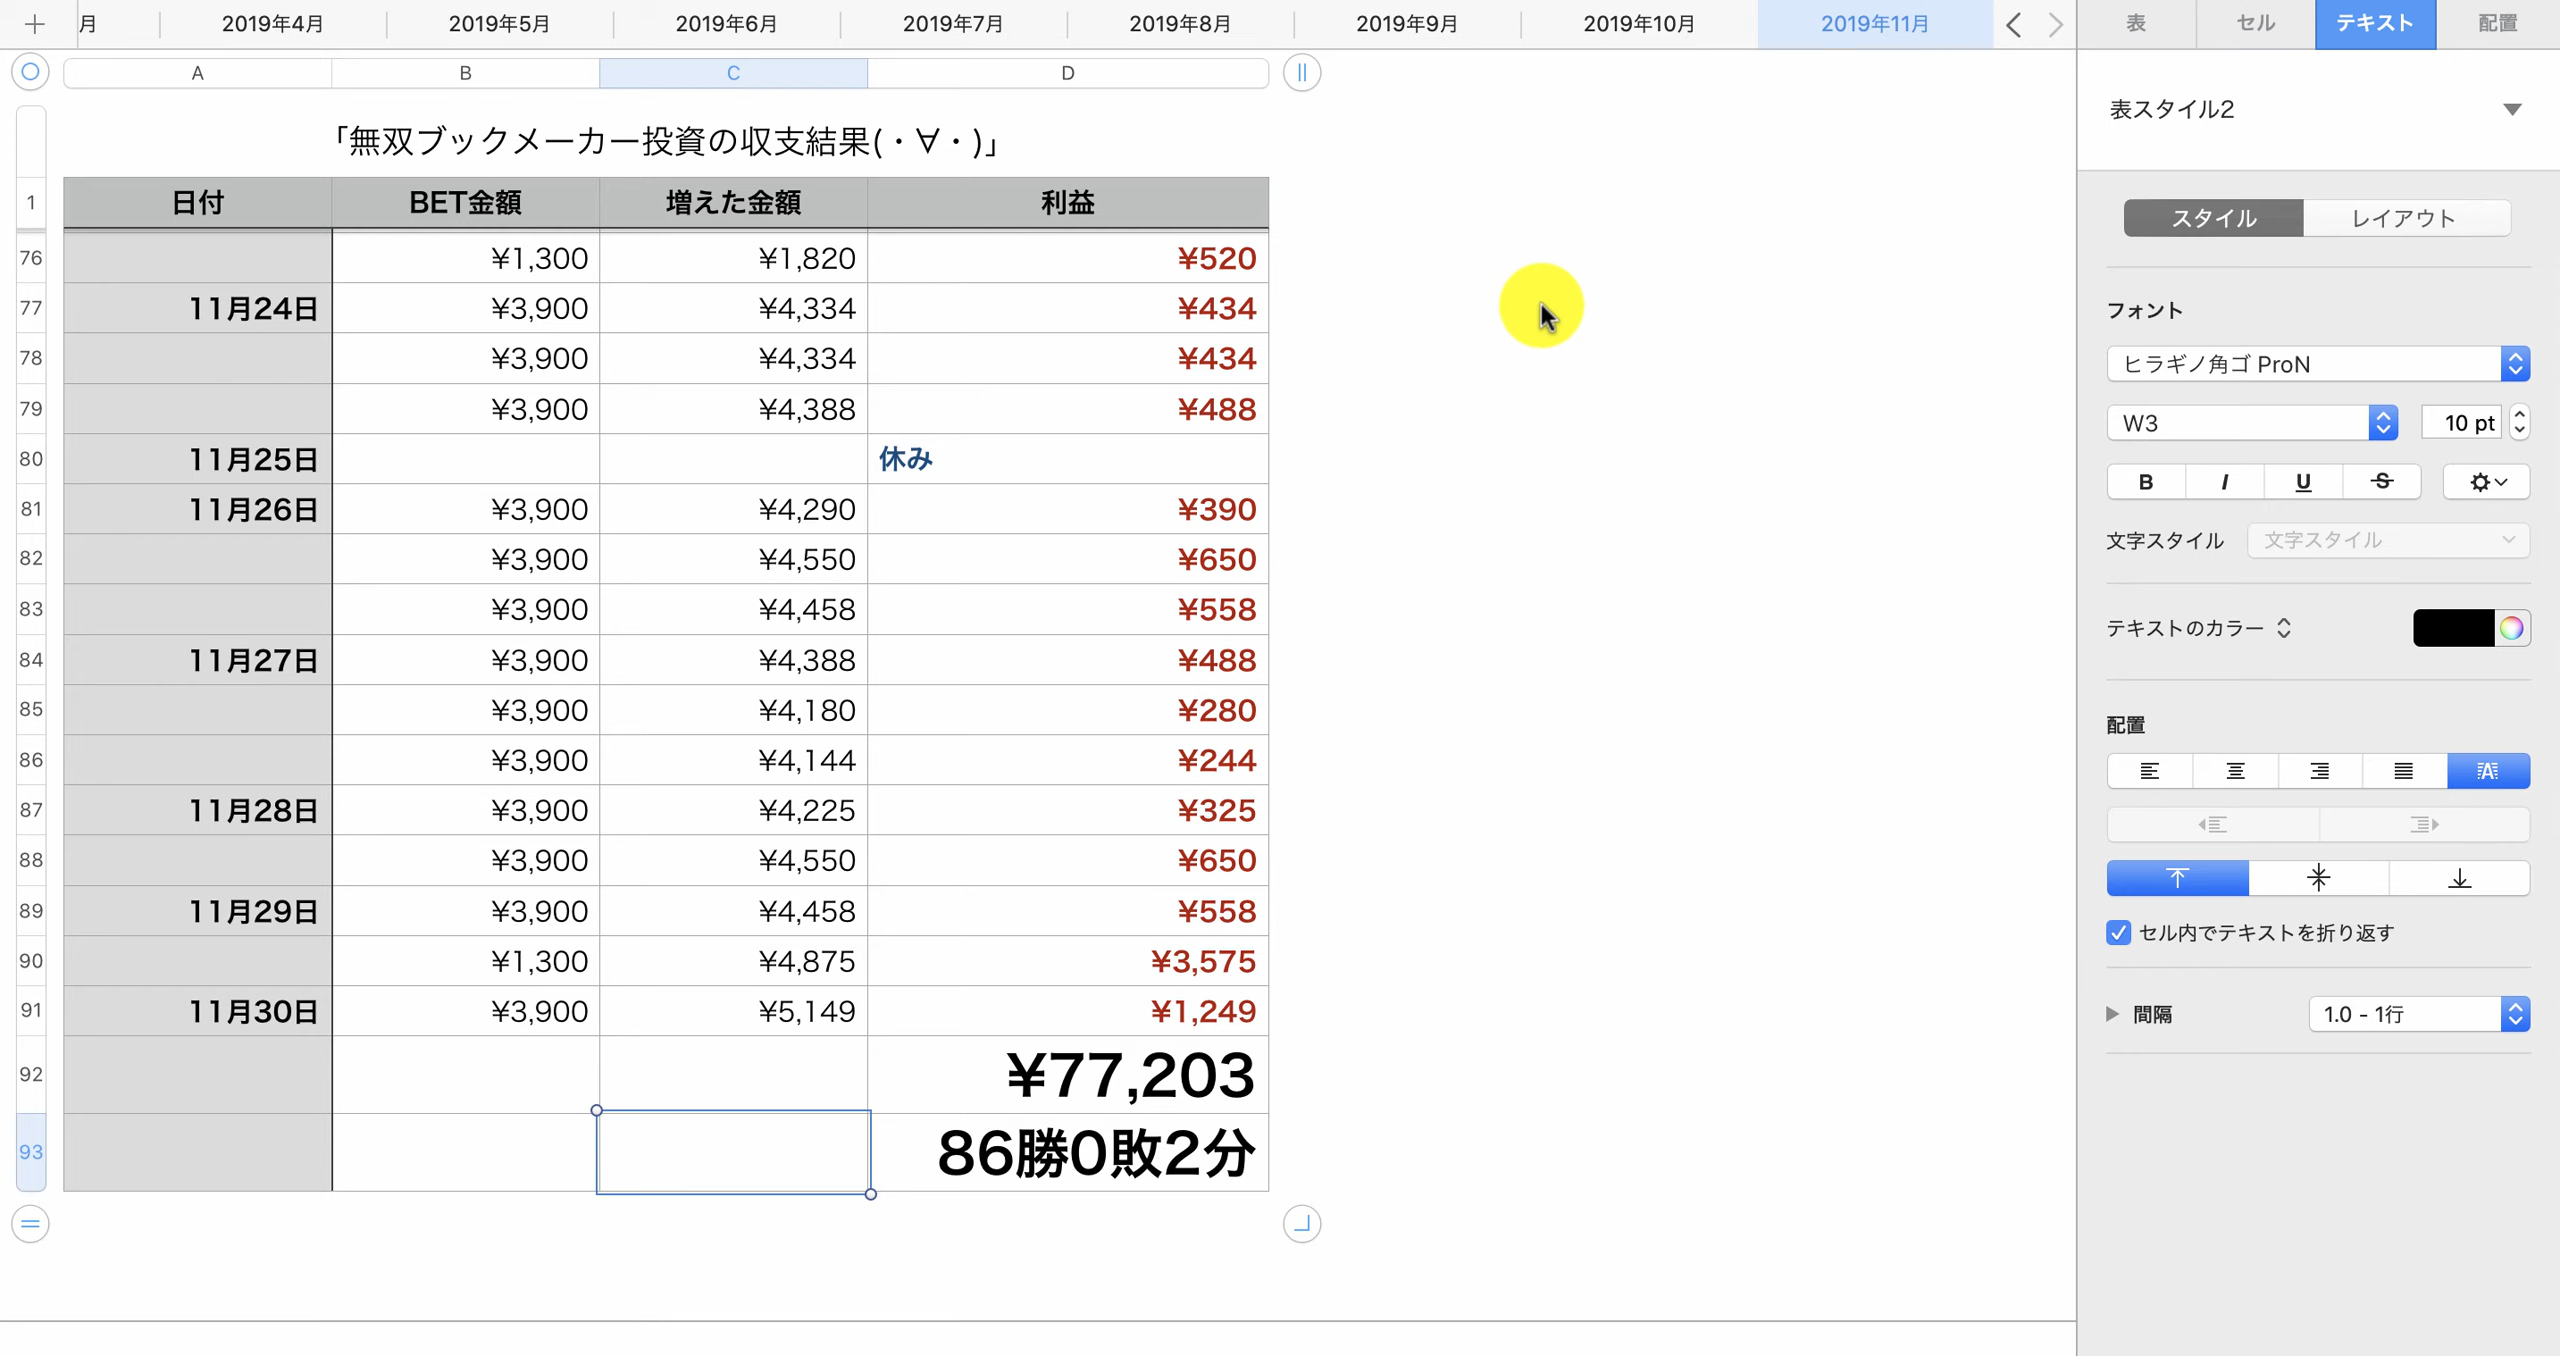 月 2019年4月 2019年5月 2019年6月 2019年7月 2019年8月 2019年9月 2019年10月 2019年11月
A B C D
「無双ブックメーカー投資の収支結果(・∀・)」
1 日付 BET金額 増えた金額 利益
76 ¥1,300 ¥1,820 ¥520
77 11月24日 ¥3,900 ¥4,334 ¥434
78 ¥3,900 ¥4,334 ¥434
79 ¥3,900 ¥4,388 ¥488
80 11月25日 休み
81 11月26日 ¥3,900 ¥4,290 ¥390
82 ¥3,900 ¥4,550 ¥650
83 ¥3,900 ¥4,458 ¥558
84 11月27日 ¥3,900 ¥4,388 ¥488
85 ¥3,900 ¥4,180 ¥280
86 ¥3,900 ¥4,144 ¥244
87 11月28日 ¥3,900 ¥4,225 ¥325
88 ¥3,900 ¥4,550 ¥650
89 11月29日 ¥3,900 ¥4,458 ¥558
90 ¥1,300 ¥4,875 ¥3,575
91 11月30日 ¥3,900 ¥5,149 ¥1,249
92 ¥77,203
93 86勝0敗2分
表 セル テキスト 配置
表スタイル2
スタイル レイアウト
フォント
ヒラギノ角ゴ ProN
W3 10 pt
B I U S
文字スタイル 文字スタイル
テキストのカラー
配置
セル内でテキストを折り返す
間隔 1.0 - 1行